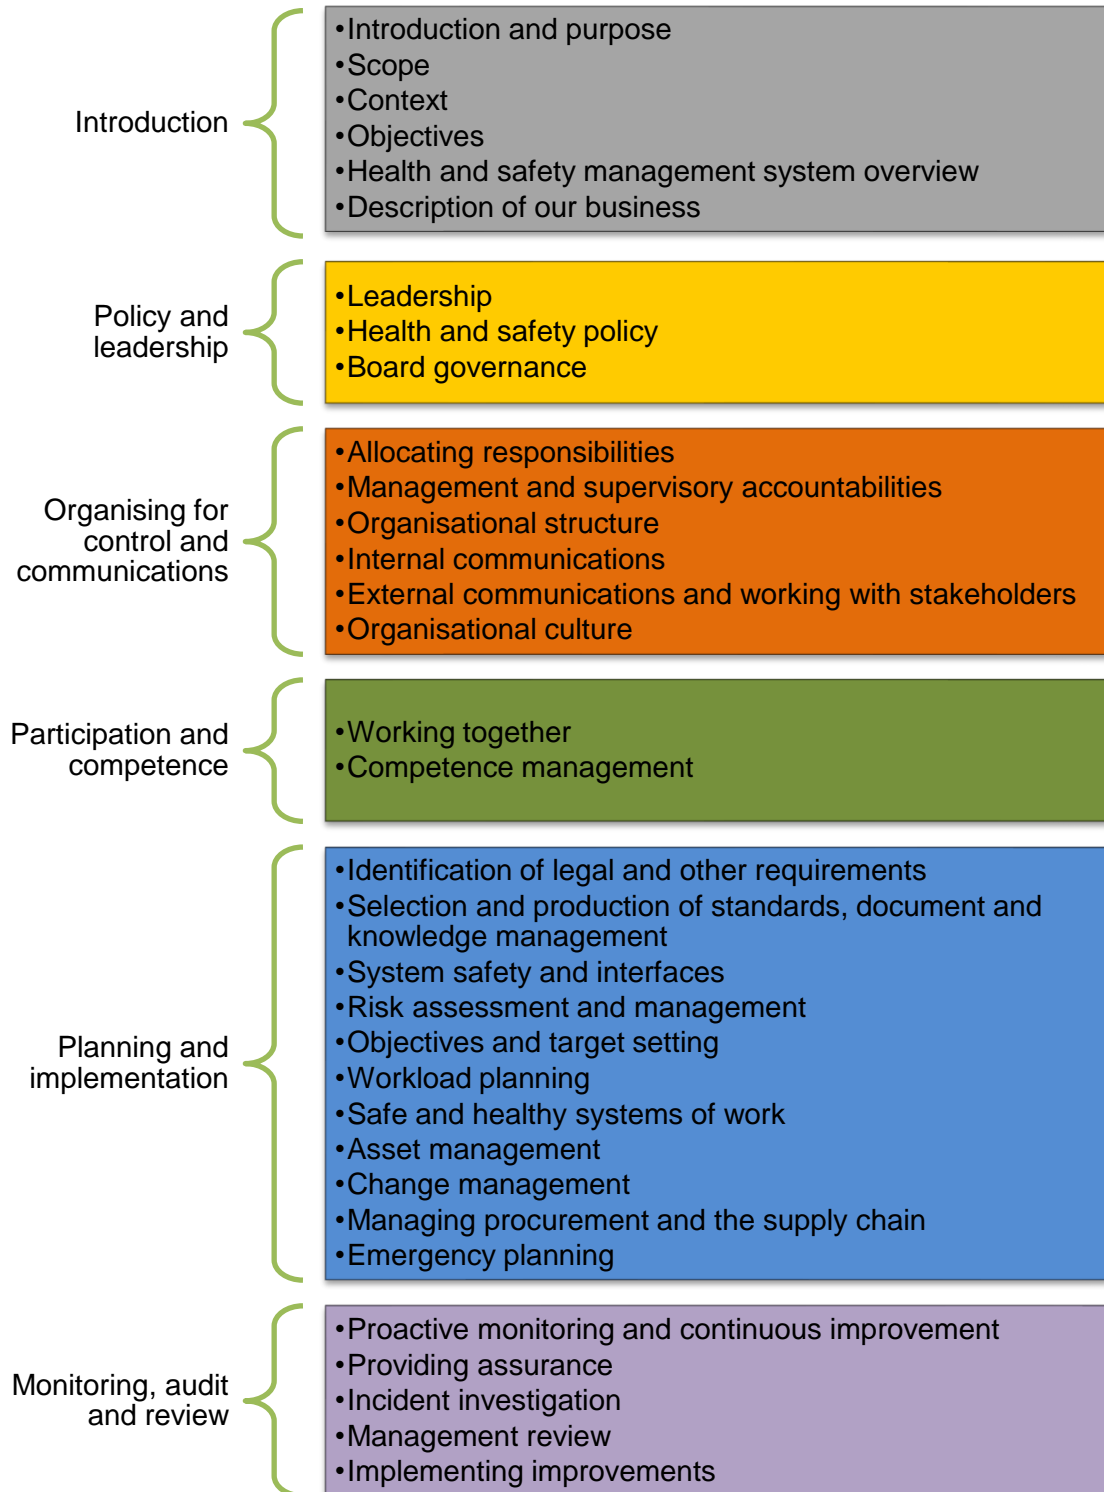 Introduction
•Introduction and purpose
•Scope
•Context
•Objectives
•Health and safety management system overview
•Description of our business
Policy and
leadership
•Leadership
•Health and safety policy
•Board governance
Organising for
control and
communications
•Allocating responsibilities
•Management and supervisory accountabilities
•Organisational structure
•Internal communications
•External communications and working with stakeholders
•Organisational culture
Participation and
competence
•Working together
•Competence management
Planning and
implementation
•Identification of legal and other requirements
•Selection and production of standards, document and
knowledge management
•System safety and interfaces
•Risk assessment and management
•Objectives and target setting
•Workload planning
•Safe and healthy systems of work
•Asset management
•Change management
•Managing procurement and the supply chain
•Emergency planning
Monitoring, audit
and review
•Proactive monitoring and continuous improvement
•Providing assurance
•Incident investigation
•Management review
•Implementing improvements